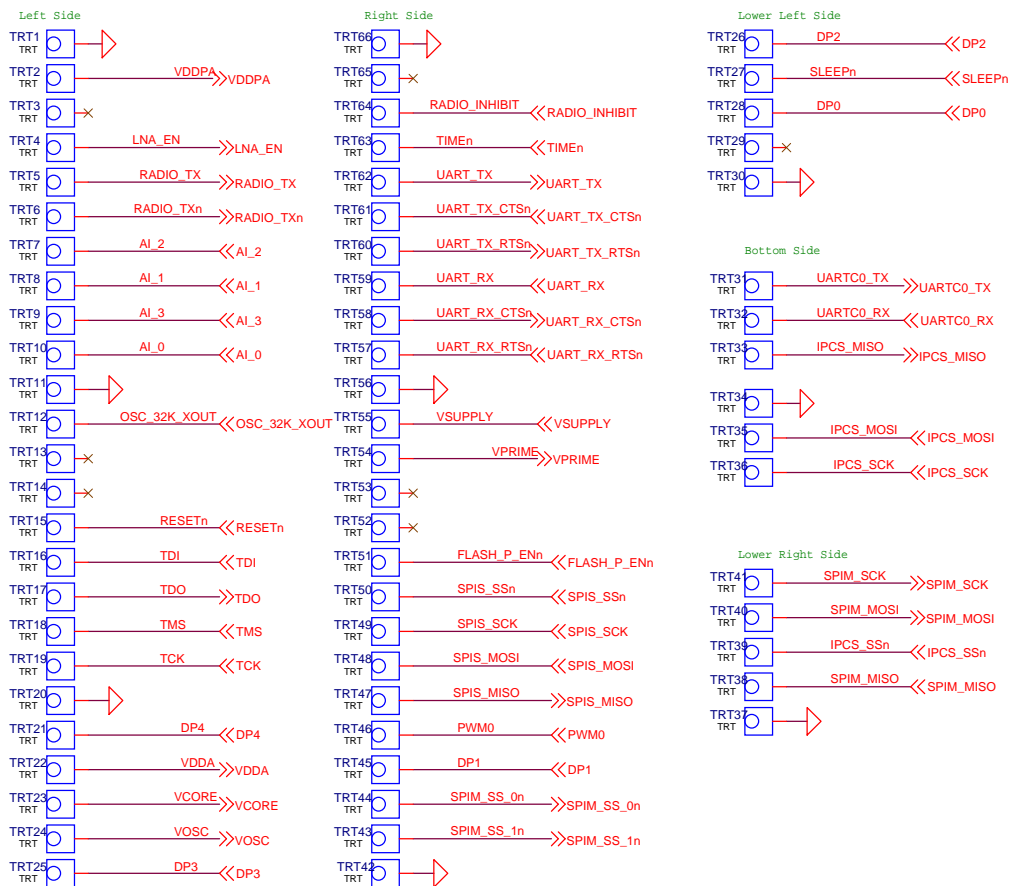 Left Side
TRT1
TRT
TRT2 VDDPA VDDPA
TRT
TRT3
TRT
TRT4 LNA_EN LNA_EN
TRT
TRT5 RADIO_TX RADIO_TX
TRT
TRT6 RADIO_TXn RADIO_TXn
TRT
TRT7 AI_2 AI_2
TRT
TRT8 AI_1 AI_1
TRT
TRT9 AI_3 AI_3
TRT
TRT10 AI_0 AI_0
TRT
TRT11
TRT
TRT12 OSC_32K_XOUT OSC_32K_XOUT
TRT
TRT13
TRT
TRT14
TRT
TRT15 RESETn RESETn
TRT
TRT16 TDI TDI
TRT
TRT17 TDO TDO
TRT
TRT18 TMS TMS
TRT
TRT19 TCK TCK
TRT
TRT20
TRT
TRT21 DP4 DP4
TRT
TRT22 VDDA VDDA
TRT
TRT23 VCORE VCORE
TRT
TRT24 VOSC VOSC
TRT
TRT25 DP3 DP3
TRT
Right Side
TRT66
TRT
TRT65
TRT
TRT64 RADIO_INHIBIT RADIO_INHIBIT
TRT
TRT63 TIMEn TIMEn
TRT
TRT62 UART_TX UART_TX
TRT
TRT61 UART_TX_CTSn UART_TX_CTSn
TRT
TRT60 UART_TX_RTSn UART_TX_RTSn
TRT
TRT59 UART_RX UART_RX
TRT
TRT58 UART_RX_CTSn UART_RX_CTSn
TRT
TRT57 UART_RX_RTSn UART_RX_RTSn
TRT
TRT56
TRT
TRT55 VSUPPLY VSUPPLY
TRT
TRT54 VPRIME VPRIME
TRT
TRT53
TRT
TRT52
TRT
TRT51 FLASH_P_ENn FLASH_P_ENn
TRT
TRT50 SPIS_SSn SPIS_SSn
TRT
TRT49 SPIS_SCK SPIS_SCK
TRT
TRT48 SPIS_MOSI SPIS_MOSI
TRT
TRT47 SPIS_MISO SPIS_MISO
TRT
TRT46 PWM0 PWM0
TRT
TRT45 DP1 DP1
TRT
TRT44 SPIM_SS_0n SPIM_SS_0n
TRT
TRT43 SPIM_SS_1n SPIM_SS_1n
TRT
TRT42
TRT
Lower Left Side
TRT26 DP2 DP2
TRT
TRT27 SLEEPn SLEEPn
TRT
TRT28 DP0 DP0
TRT
TRT29
TRT
TRT30
TRT
Bottom Side
TRT31 UARTC0_TX UARTC0_TX
TRT
TRT32 UARTC0_RX UARTC0_RX
TRT
TRT33 IPCS_MISO IPCS_MISO
TRT
TRT34
TRT
TRT35 IPCS_MOSI IPCS_MOSI
TRT
TRT36 IPCS_SCK IPCS_SCK
TRT
Lower Right Side
TRT41 SPIM_SCK SPIM_SCK
TRT
TRT40 SPIM_MOSI SPIM_MOSI
TRT
TRT39 IPCS_SSn IPCS_SSn
TRT
TRT38 SPIM_MISO SPIM_MISO
TRT
TRT37
TRT